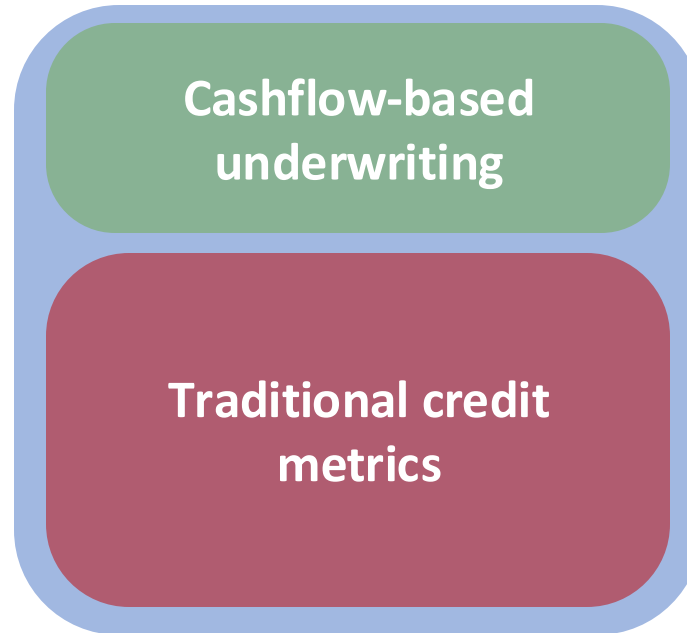 Cashflow-based
underwriting
Traditional credit
metrics